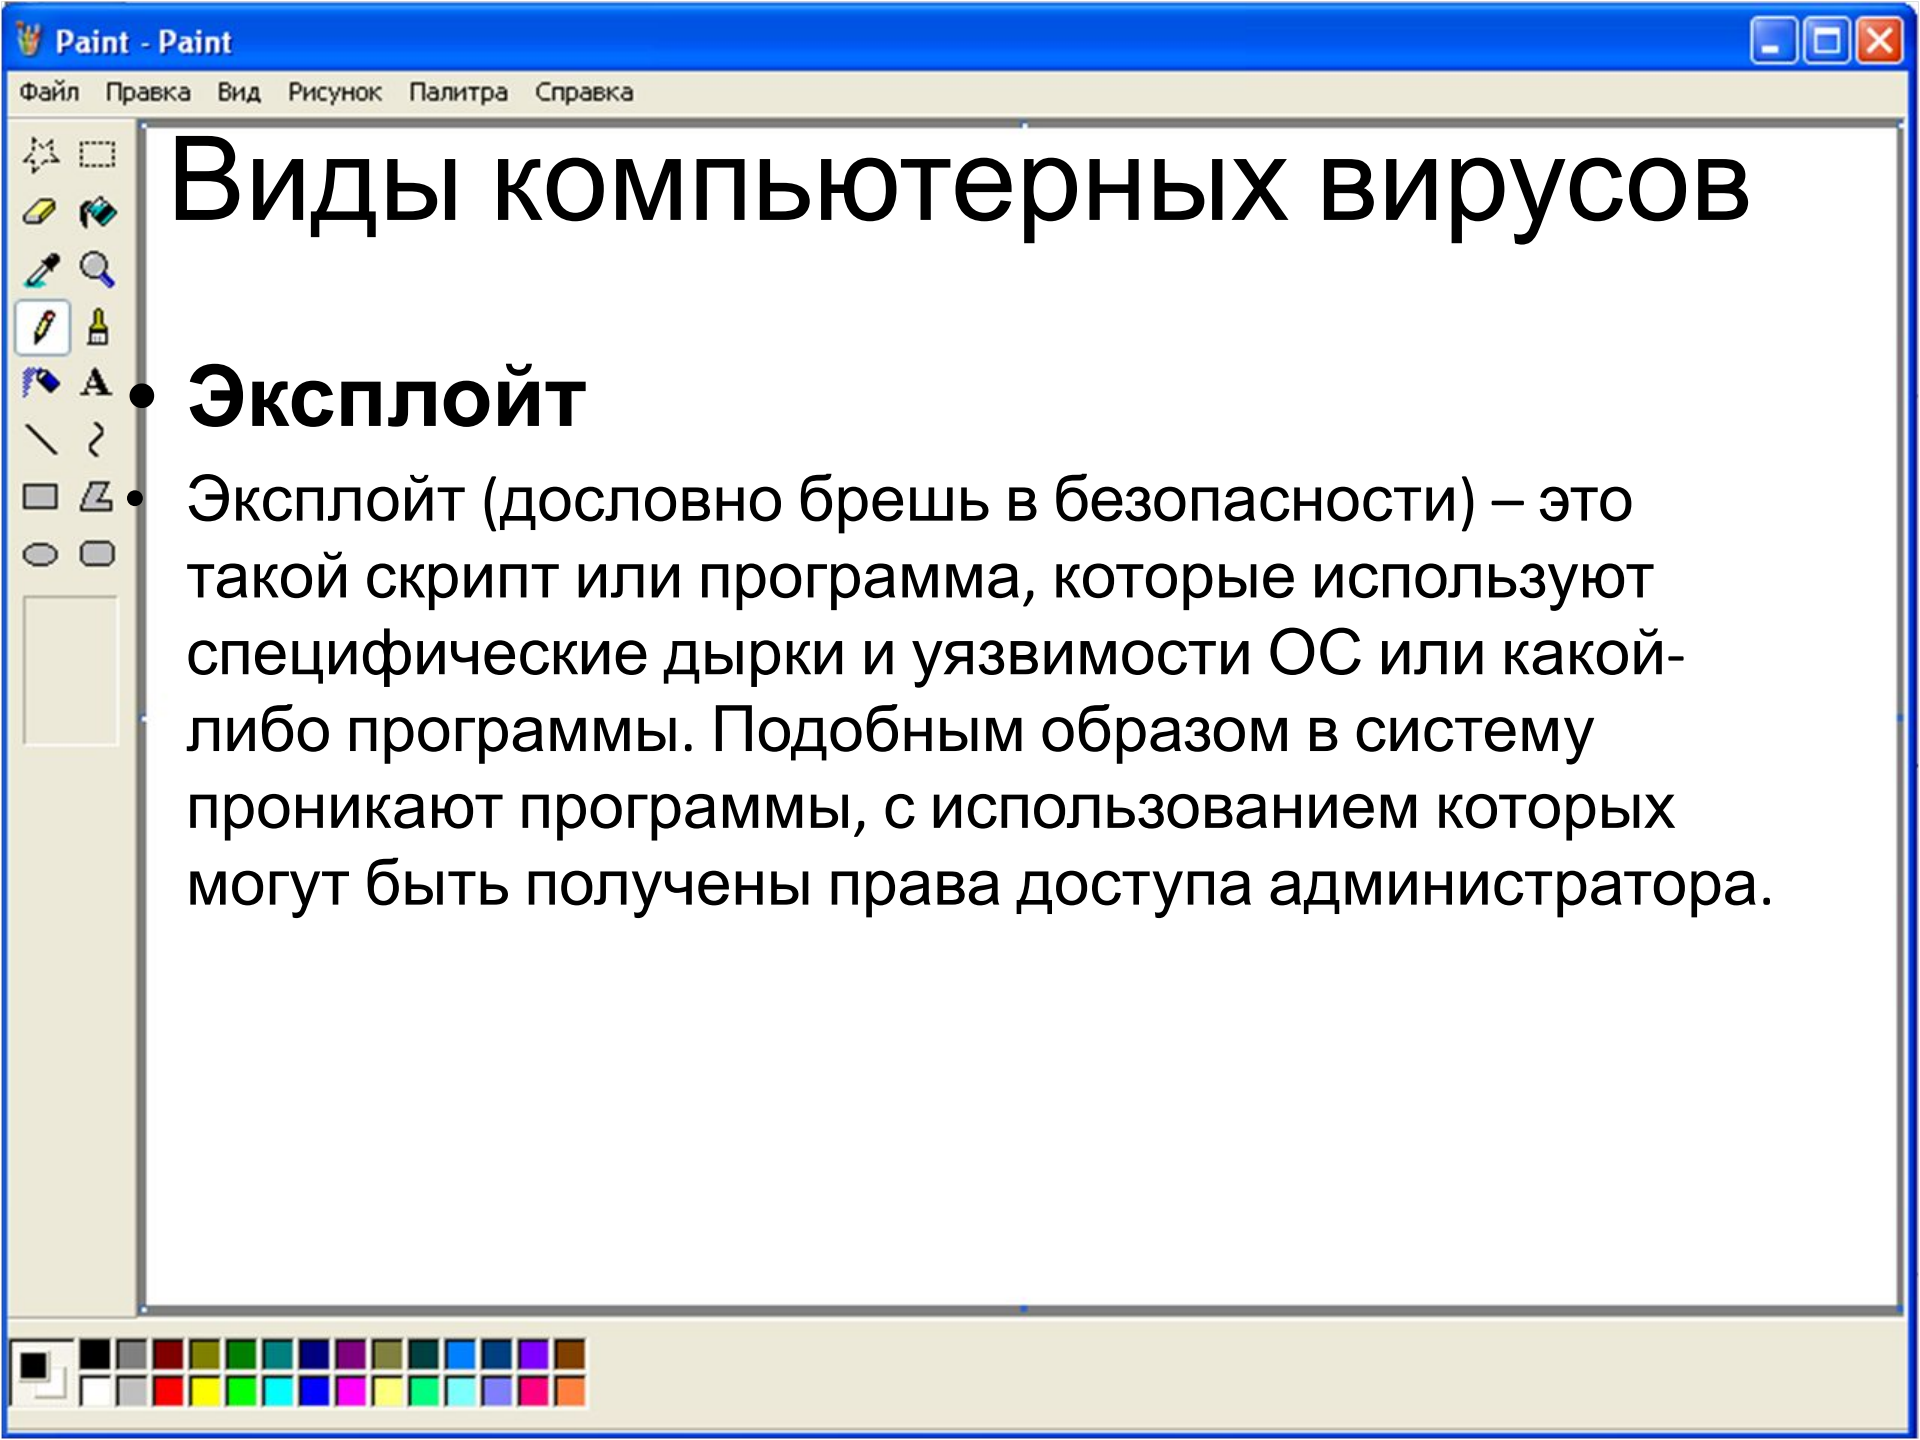 Paint - Paint
Файл Правка Вид Рисунок Палитра Справка
Виды компьютерных вирусов
A
• Эксплойт
• Эксплойт (дословно брешь в безопасности) – это
такой скрипт или программа, которые используют
специфические дырки и уязвимости ОС или какой-
либо программы. Подобным образом в систему
проникают программы, с использованием которых
могут быть получены права доступа администратора.